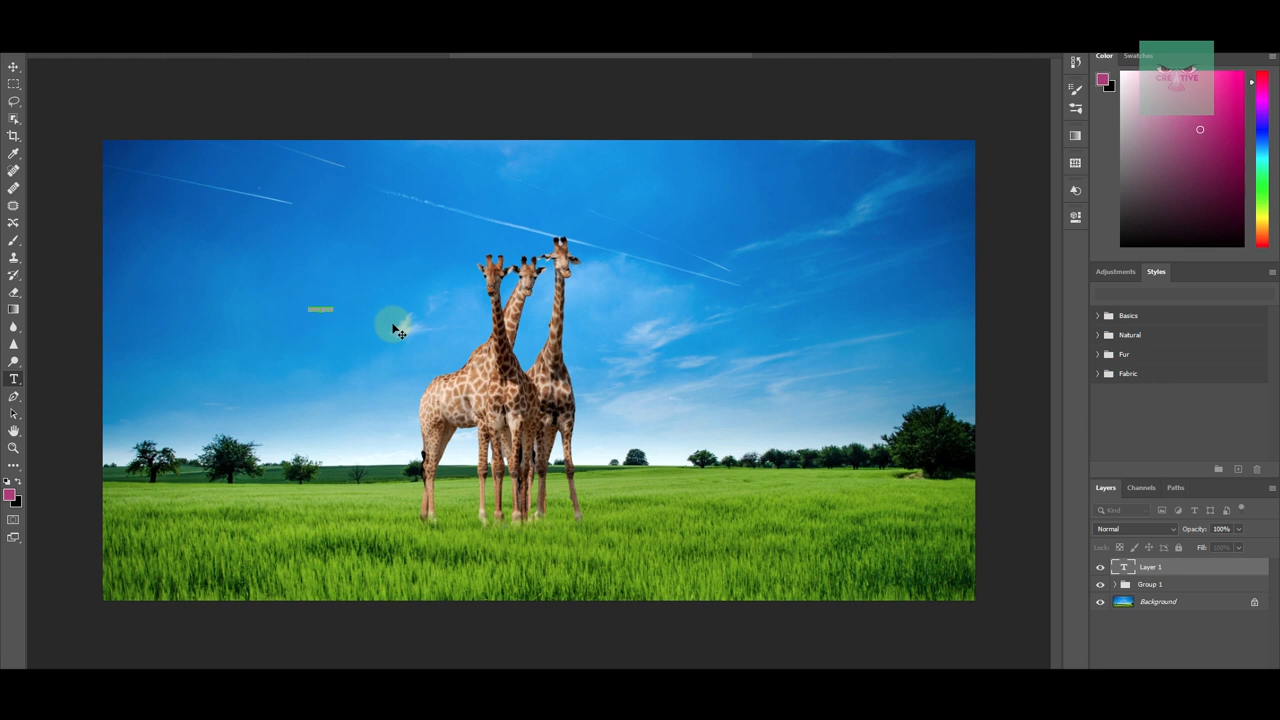 Color Swatches
CREATIVE
Adjustments Styles
Basics
Natural
Fur
Fabric
Layers Channels Paths
Kind
Normal Opacity: 100%
Lock: Fill: 100%
T Layer 1
Group 1
Background